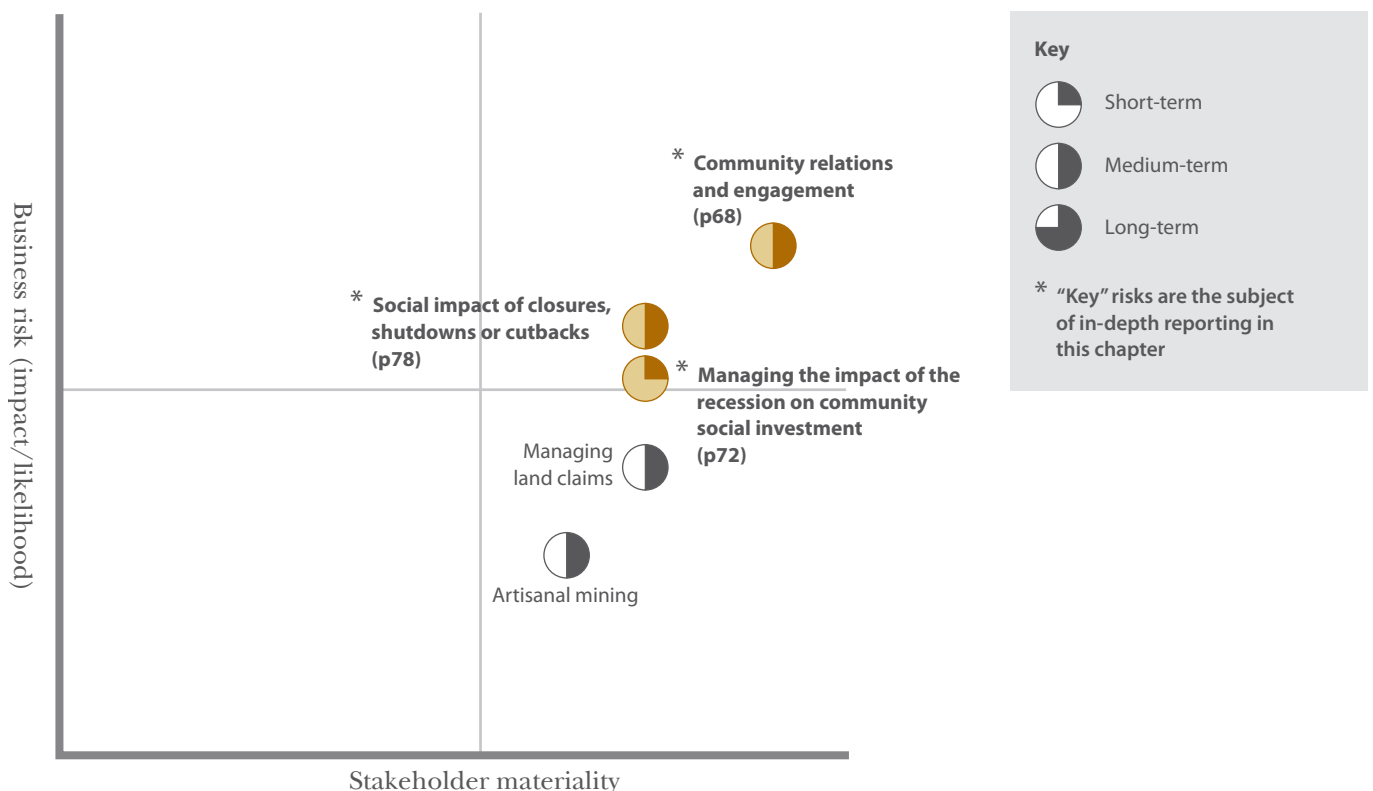 Key
Short-term
Medium-term
Long-term
* "Key" risks are the subject
of in-depth reporting in
this chapter
* Community relations
and engagement
(p68)
* Social impact of closures,
shutdowns or cutbacks
(p78)
* Managing the impact of the
recession on community
social investment
(p72)
Managing
land claims
Artisanal mining
Business risk (impact/likelihood)
Stakeholder materiality